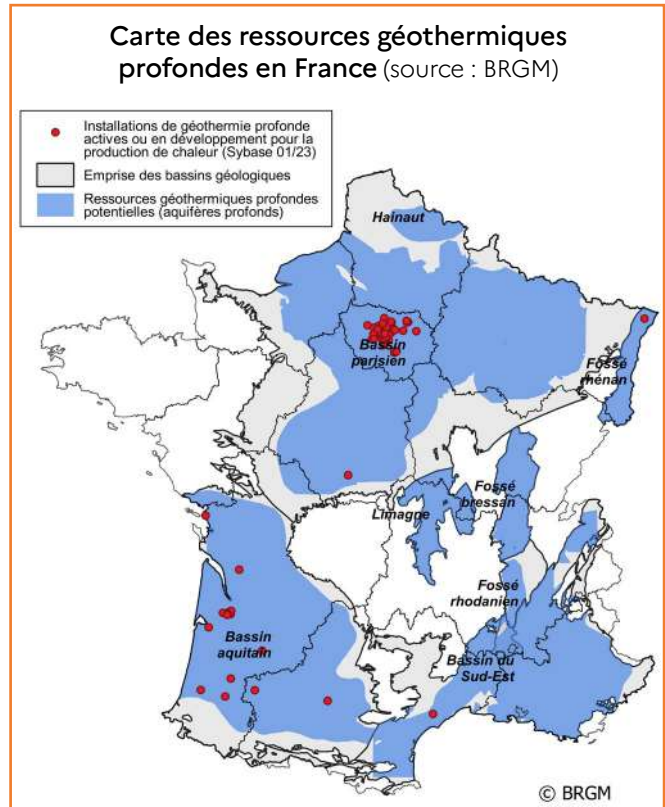 Carte des ressources géothermiques
profondes en France (source : BRGM)
Installations de géothermie profonde
actives ou en développement pour la
production de chaleur (Sybase 01/23)
Emprise des bassins géologiques
Ressources géothermiques profondes
potentielles (aquifères profonds)
Hainaut
Bassin
parisien
Fossé
rhénan
Fossé
bressan
Limagne
Fossé
rhodanien
Bassin
aquitain
Bassin du
Sud-Est
© BRGM